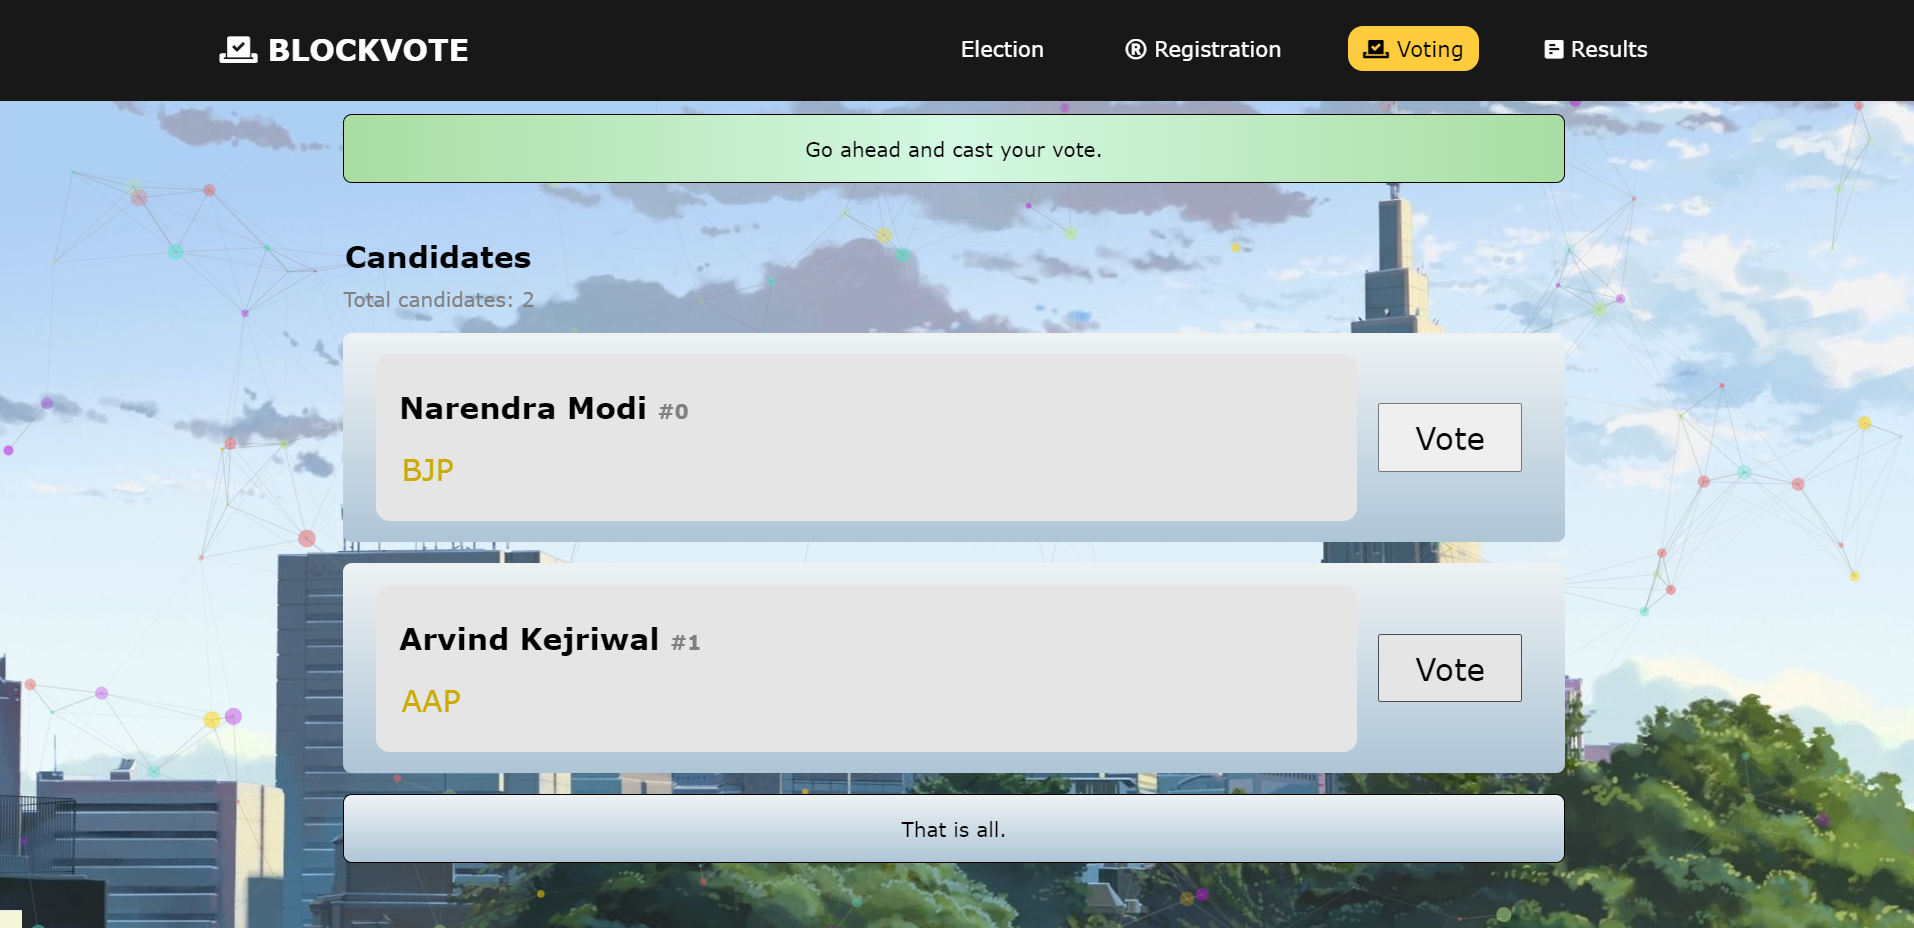 BLOCKVOTE
Election
Registration
Voting
Results
Go ahead and cast your vote.
Candidates
Total candidates: 2
Narendra Modi #0
BJP
Vote
Arvind Kejriwal #1
AAP
Vote
That is all.